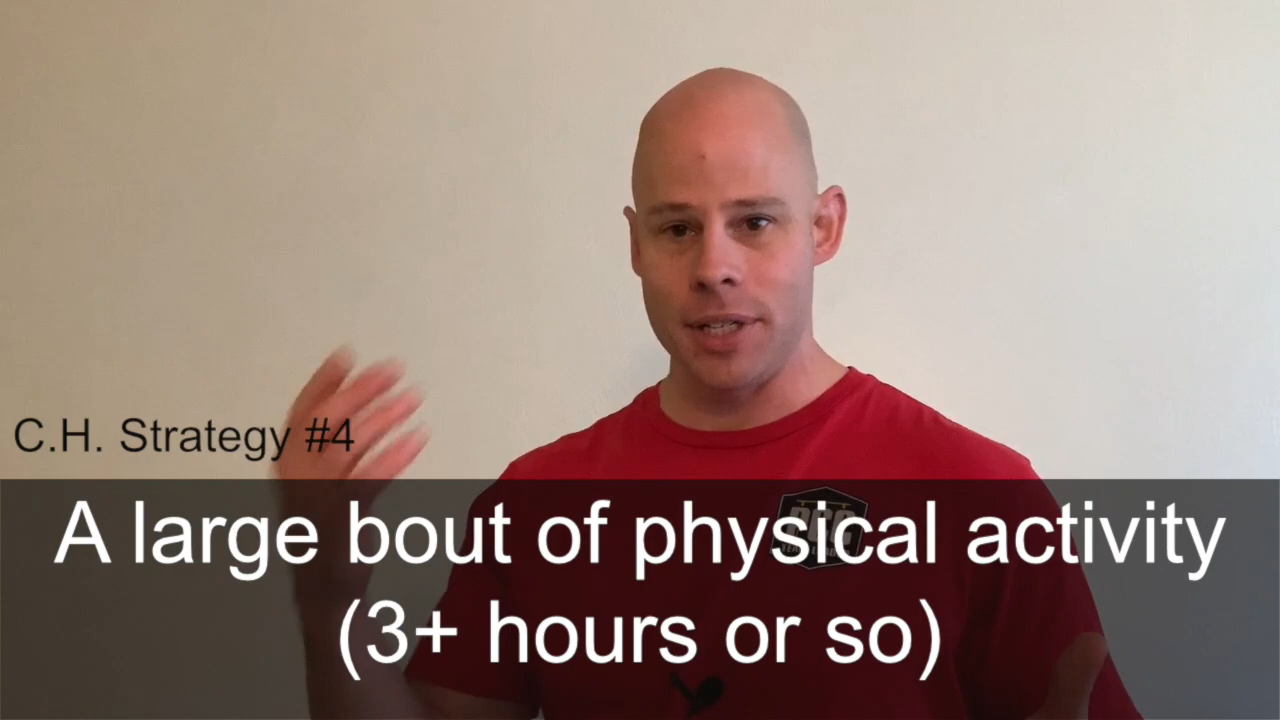 C.H. Strategy #4
A large bout of physical activity
(3+ hours or so)